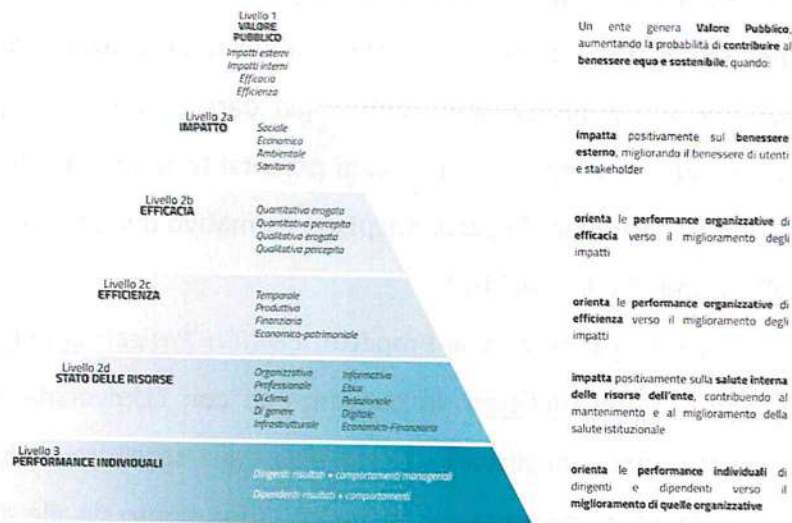 Livello 1
VALORE
PUBBLICO
Impatti esterni
Impatti interni
Efficacia
Efficienza
Un ente genera Valore Pubblico,
aumentando la probabilità di contribuire al
benessere equo e sostenibile, quando:
Livello 2a
IMPATTO
Sociale
Economico
Ambientale
Sanitario
impatta positivamente sul benessere
esterno, migliorando il benessere di utenti
e stakeholder
Livello 2b
EFFICACIA
Quantitativa erogata
Quantitativa percepita
Qualitativa erogata
Qualitativa percepita
orienta le performance organizzative di
efficacia verso il miglioramento degli
impatti
Livello 2c
EFFICIENZA
Temporale
Produttiva
Finanziaria
Economico-patrimoniale
orienta le performance organizzative di
efficienza verso il miglioramento degli
impatti
Livello 2d
STATO DELLE RISORSE
Organizzativa
Professionale
Di clima
Di genere
Infrastrutturale
Informativa
Etica
Relazionale
Digitale
Economico-Finanziaria
impatta positivamente sulla salute interna
delle risorse dell'ente, contribuendo al
mantenimento e al miglioramento della
salute istituzionale
Livello 3
PERFORMANCE INDIVIDUALI
Dirigenti: risultati + comportamenti manageriali
Dipendenti: risultati + comportamenti
orienta le performance individuali di
dirigenti e dipendenti verso il
miglioramento di quelle organizzative